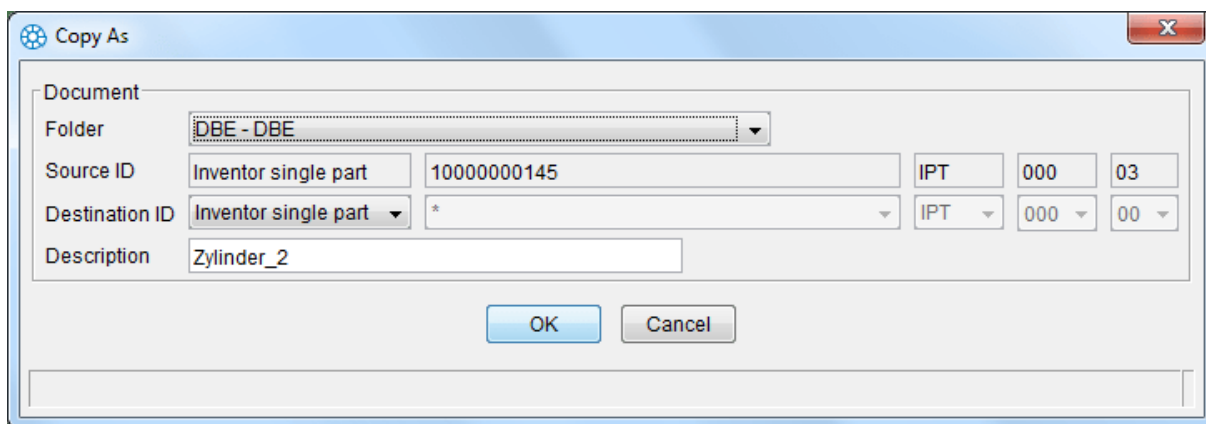 Copy As
Document
Folder DBE - DBE
Source ID Inventor single part 10000000145 IPT 000 03
Destination ID Inventor single part * IPT 000 00
Description Zylinder_2
OK Cancel